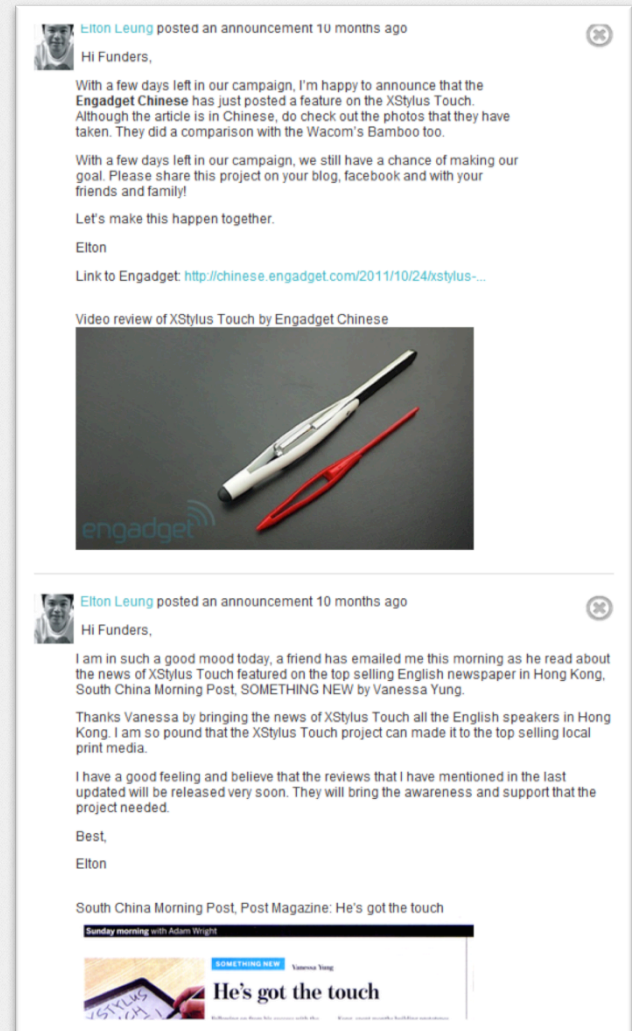 Elton Leung posted an announcement 10 months ago
Hi Funders,
With a few days left in our campaign, I'm happy to announce that the
Engadget Chinese has just posted a feature on the XStylus Touch.
Although the article is in Chinese, do check out the photos that they have
taken. They did a comparison with the Wacom's Bamboo too.
With a few days left in our campaign, we still have a chance of making our
goal. Please share this project on your blog, facebook and with your
friends and family!
Let's make this happen together.
Elton
Link to Engadget: http://chinese.engadget.com/2011/10/24/xstylus-...
Video review of XStylus Touch by Engadget Chinese
engadget
Elton Leung posted an announcement 10 months ago
Hi Funders,
I am in such a good mood today, a friend has emailed me this morning as he read about
the news of XStylus Touch featured on the top selling English newspaper in Hong Kong,
South China Morning Post, SOMETHING NEW by Vanessa Yung.
Thanks Vanessa by bringing the news of XStylus Touch all the English speakers in Hong
Kong. I am so pound that the XStylus Touch project can made it to the top selling local
print media.
I have a good feeling and believe that the reviews that I have mentioned in the last
updated will be released very soon. They will bring the awareness and support that the
project needed.
Best,
Elton
South China Morning Post, Post Magazine: He's got the touch
Sunday morning with Adam Wright
SOMETHING NEW Vanessa Yung
He's got the touch
XSTYLUS